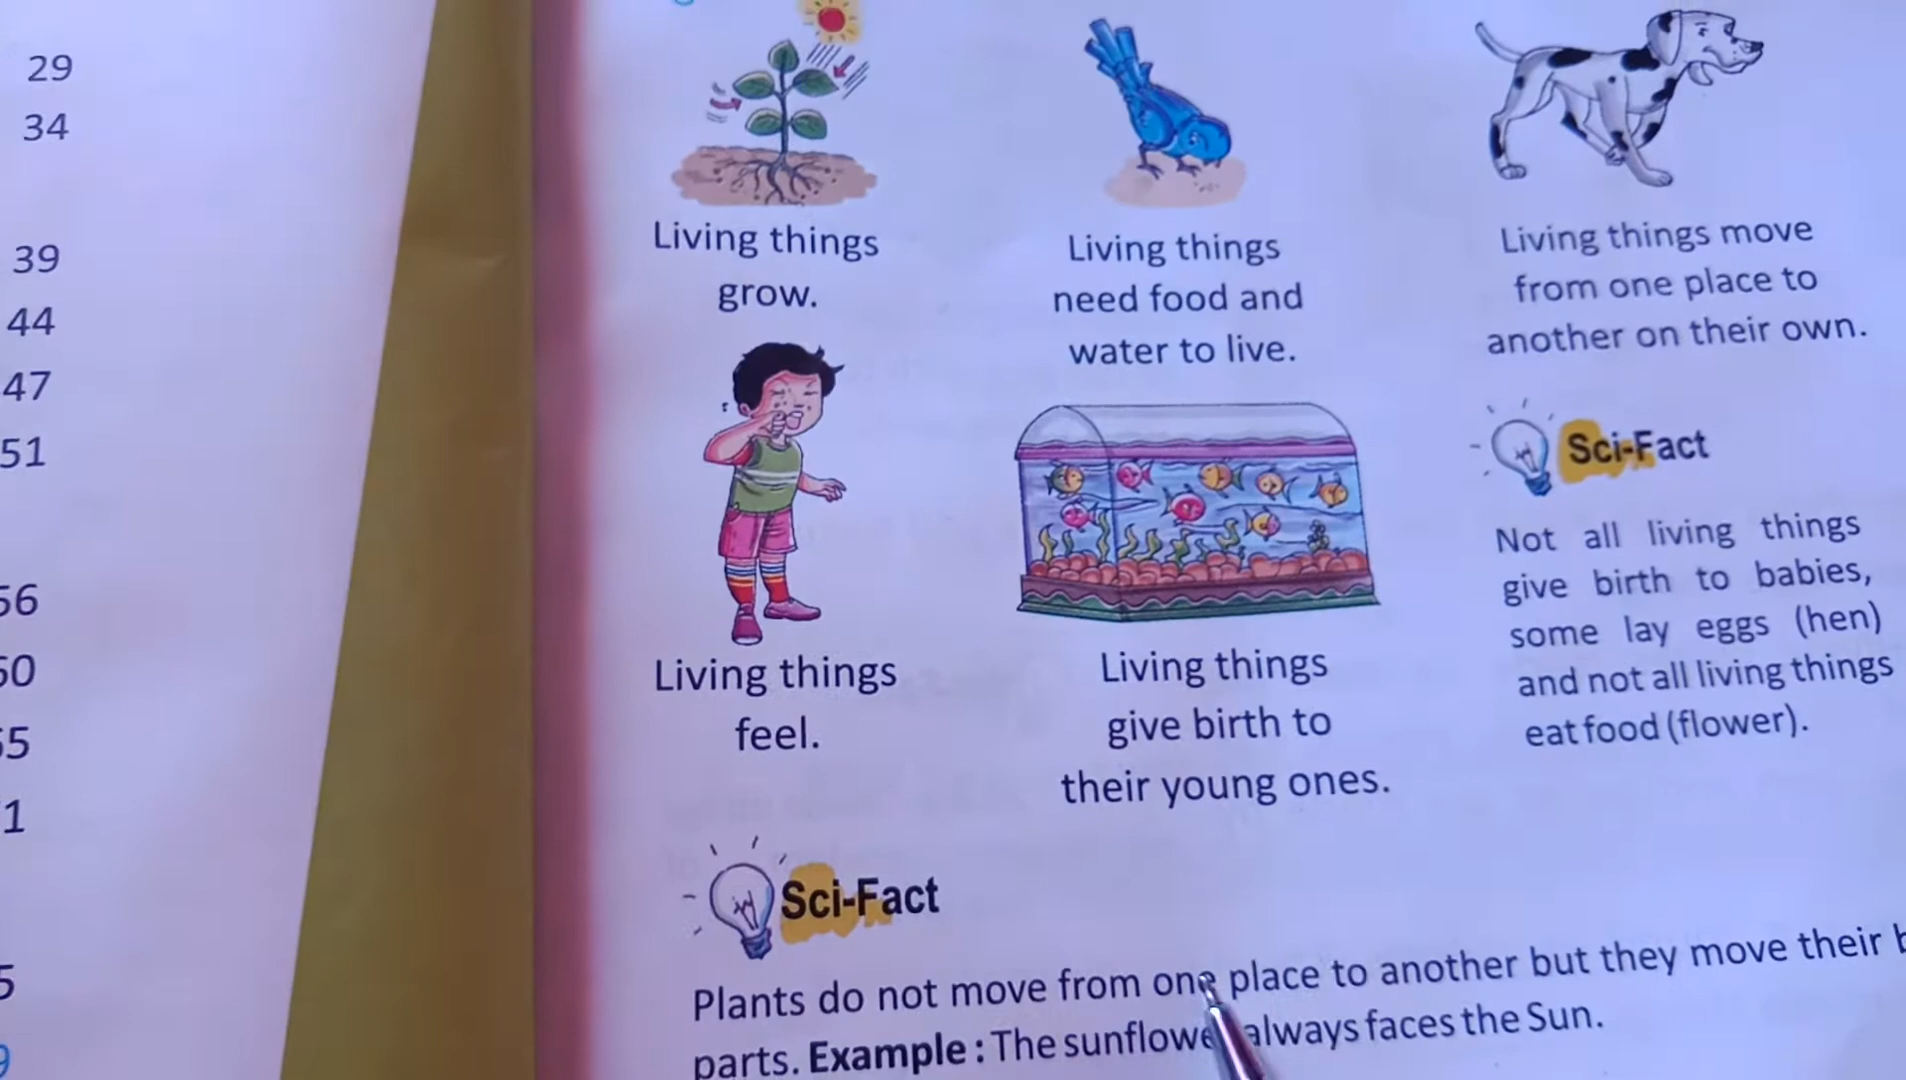 29
34
39
44
47
51
56
1
Living things
grow.
Living things
need food and
water to live.
Living things move
from one place to
another on their own.
Living things
feel.
Living things
give birth to
their young ones.
Sci-Fact
Not all living things
give birth to babies,
some lay eggs (hen)
and not all living things
eat food (flower).
Sci-Fact
Plants do not move from one place to another but they move their
parts. Example : The sunflower always faces the Sun.